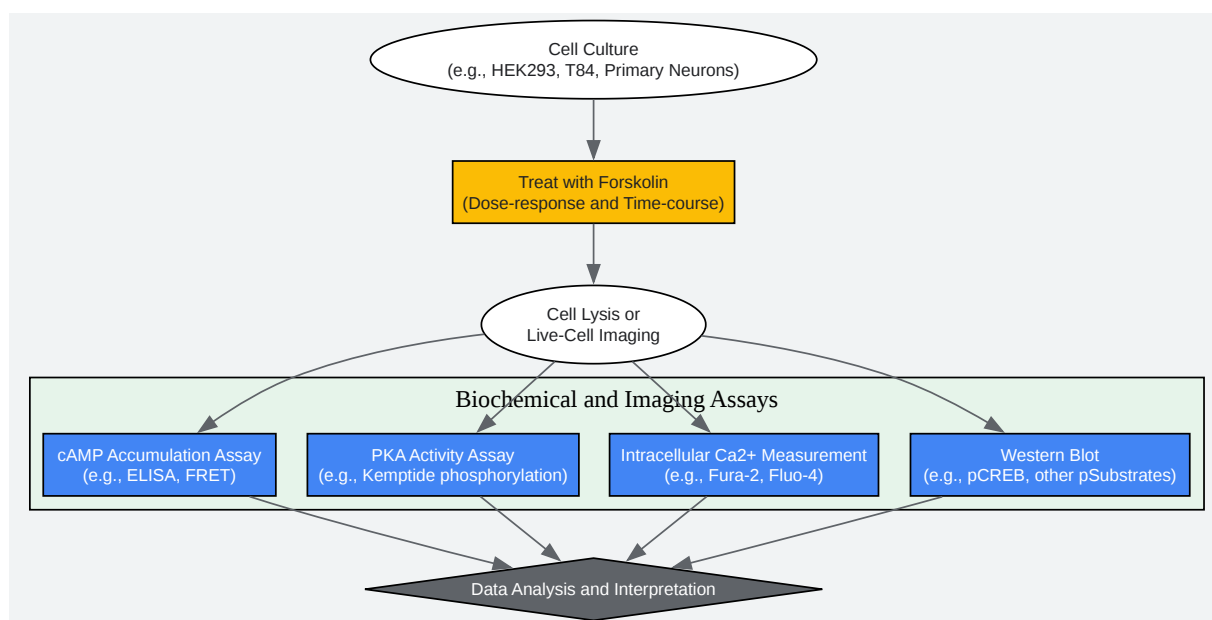 Cell Culture
(e.g., HEK293, T84, Primary Neurons)
Treat with Forskolin
(Dose-response and Time-course)
Cell Lysis or
Live-Cell Imaging
Biochemical and Imaging Assays
cAMP Accumulation Assay
(e.g., ELISA, FRET)
PKA Activity Assay
(e.g., Kemptide phosphorylation)
Intracellular Ca2+ Measurement
(e.g., Fura-2, Fluo-4)
Western Blot
(e.g., pCREB, other pSubstrates)
Data Analysis and Interpretation